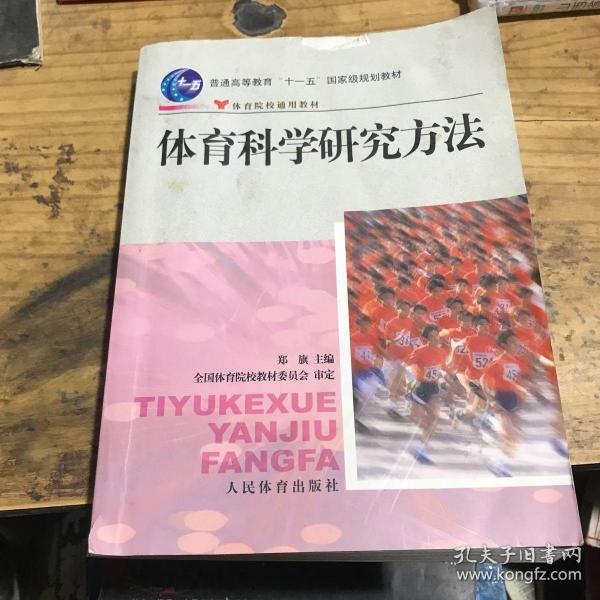 十一五
普通高等教育“十一五”国家级规划教材
体育院校通用教材
体育科学研究方法
郑旗 主编
全国体育院校教材委员会 审定
TIYUKEXUE
YANJIU
FANGFA
人民体育出版社
孔夫子旧书网
www.kongfz.com